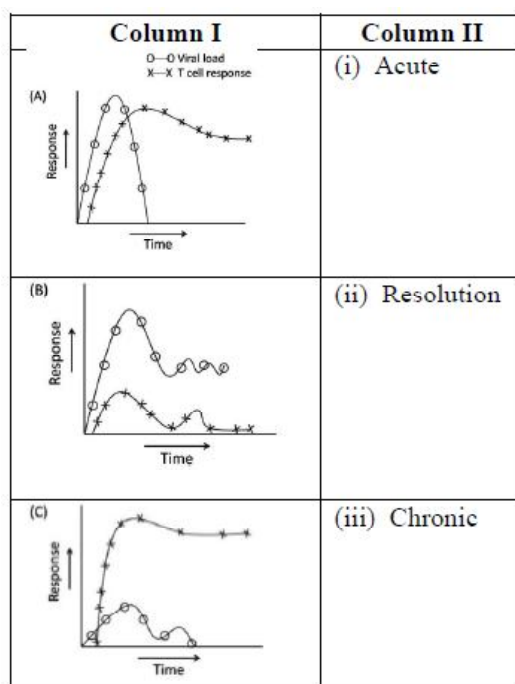 Column I
Column II
O—O Viral load
X—X T cell response
(A)
Response
Time
(i) Acute
(B)
Response
Time
(ii) Resolution
(C)
Response
Time
(iii) Chronic